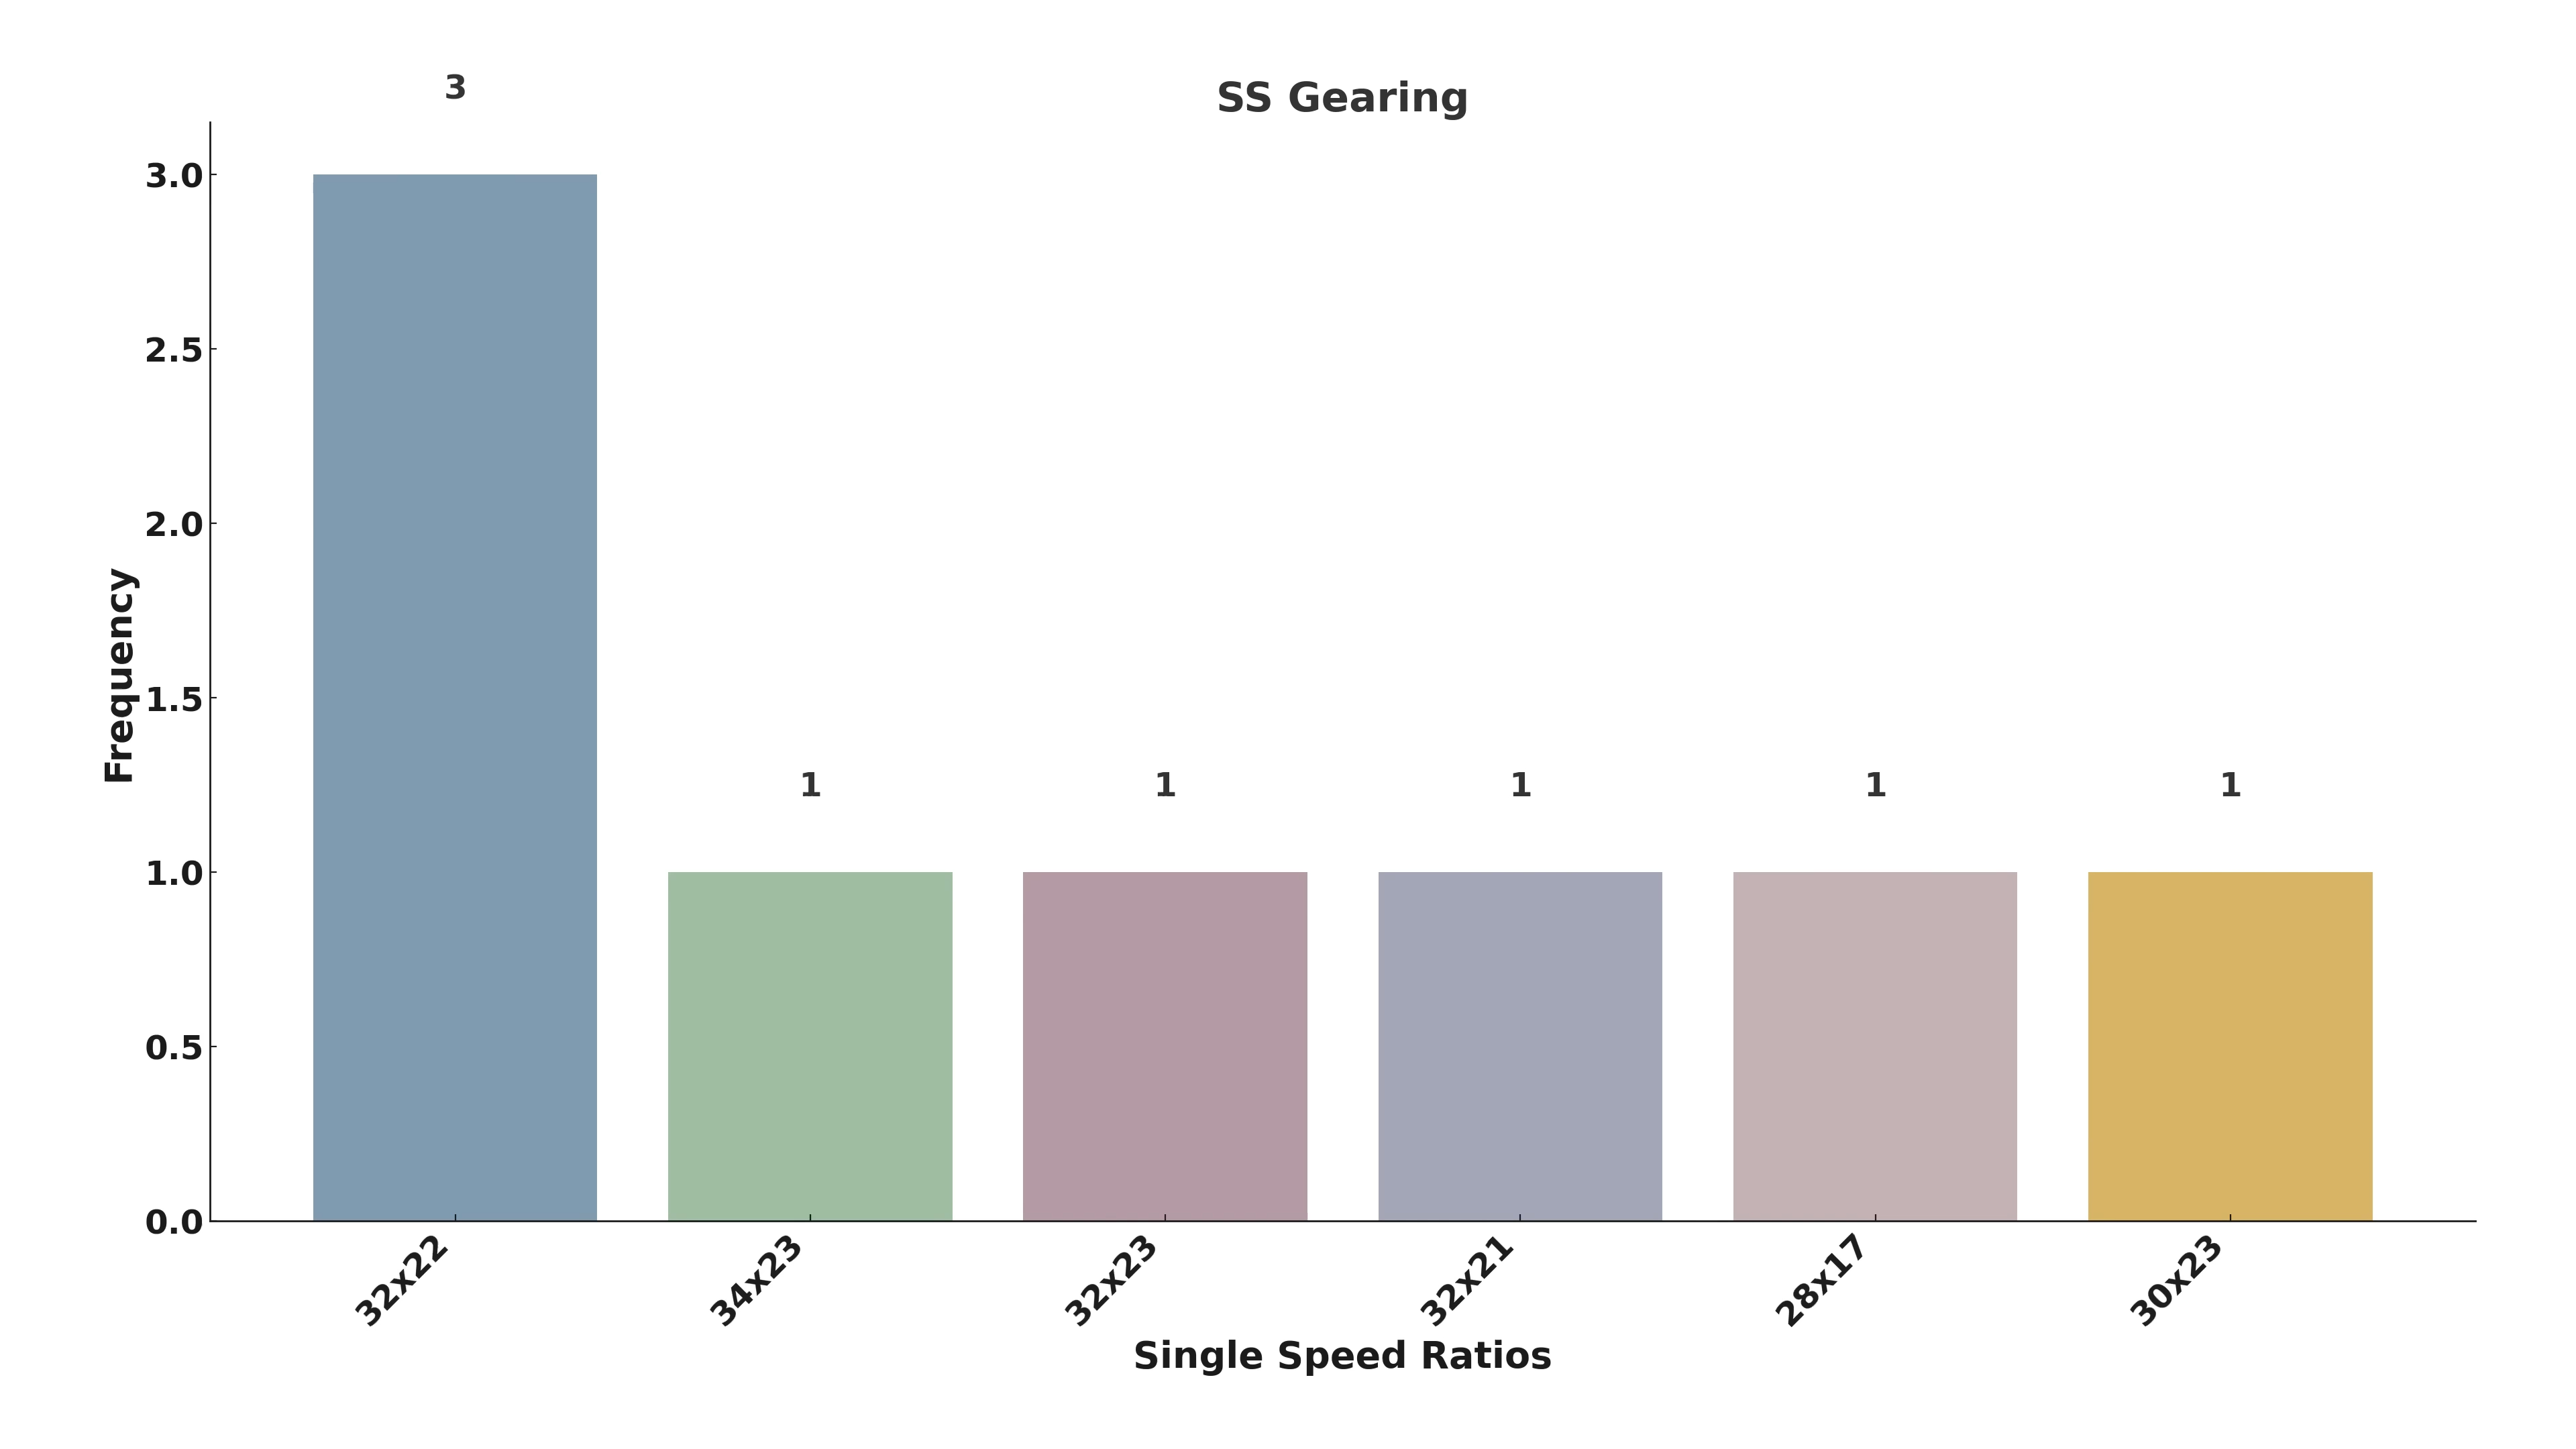 3
SS Gearing
3.0
2.5
2.0
1.5
1.0
0.5
0.0
Frequency
1
1
1
1
1
32x22
34x23
32x23
32x21
28x17
30x23
Single Speed Ratios